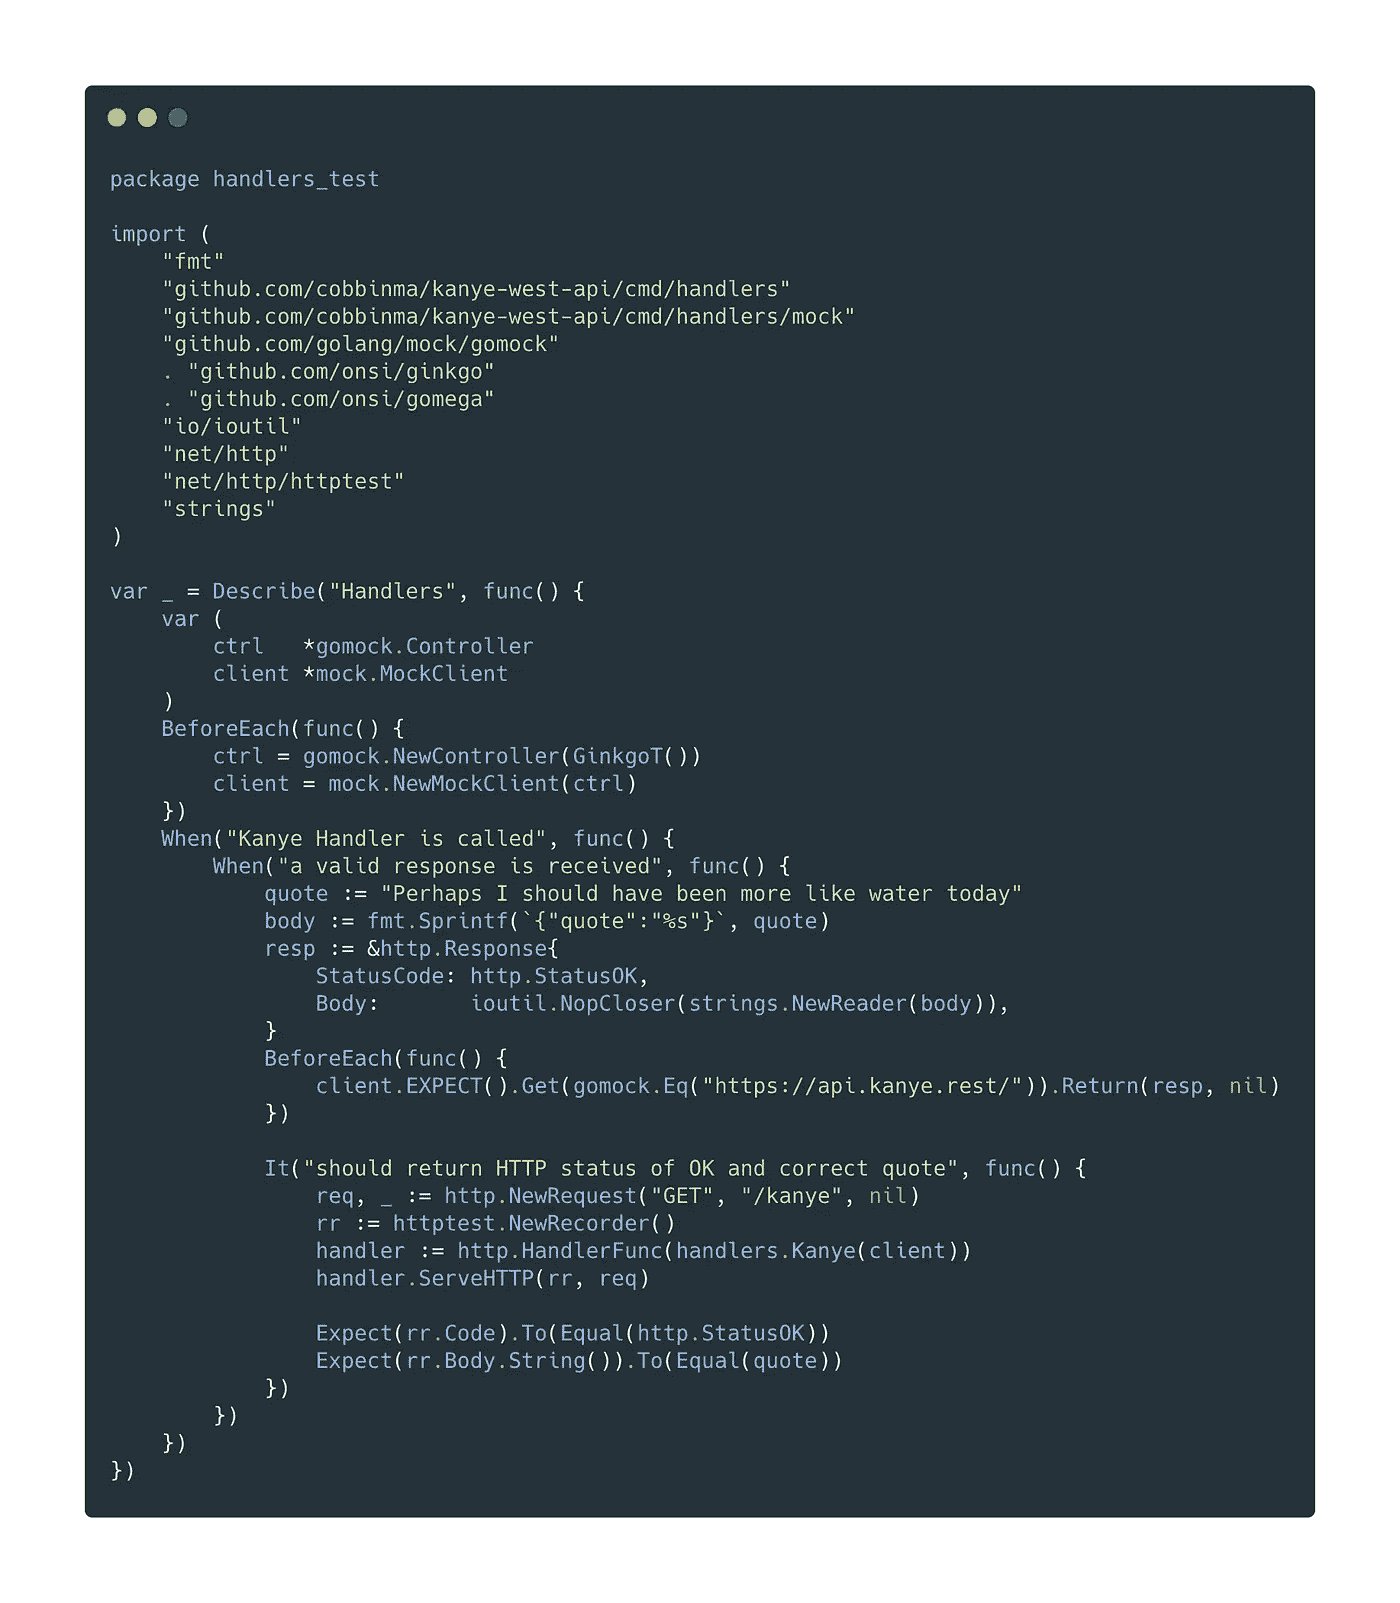 package handlers_test

import (
    "fmt"
    "github.com/cobbinma/kanye-west-api/cmd/handlers"
    "github.com/cobbinma/kanye-west-api/cmd/handlers/mock"
    "github.com/golang/mock/gomock"
    . "github.com/onsi/ginkgo"
    . "github.com/onsi/gomega"
    "io/ioutil"
    "net/http"
    "net/http/httptest"
    "strings"
)

var _ = Describe("Handlers", func() {
    var (
        ctrl   *gomock.Controller
        client *mock.MockClient
    )
    BeforeEach(func() {
        ctrl = gomock.NewController(GinkgoT())
        client = mock.NewMockClient(ctrl)
    })
    When("Kanye Handler is called", func() {
        When("a valid response is received", func() {
            quote := "Perhaps I should have been more like water today"
            body := fmt.Sprintf(`{"quote":"%s"}`, quote)
            resp := &http.Response{
                StatusCode: http.StatusOK,
                Body:       ioutil.NopCloser(strings.NewReader(body)),
            }
            BeforeEach(func() {
                client.EXPECT().Get(gomock.Eq("https://api.kanye.rest/")).Return(resp, nil)
            })

            It("should return HTTP status of OK and correct quote", func() {
                req, _ := http.NewRequest("GET", "/kanye", nil)
                rr := httptest.NewRecorder()
                handler := http.HandlerFunc(handlers.Kanye(client))
                handler.ServeHTTP(rr, req)

                Expect(rr.Code).To(Equal(http.StatusOK))
                Expect(rr.Body.String()).To(Equal(quote))
            })
        })
    })
})